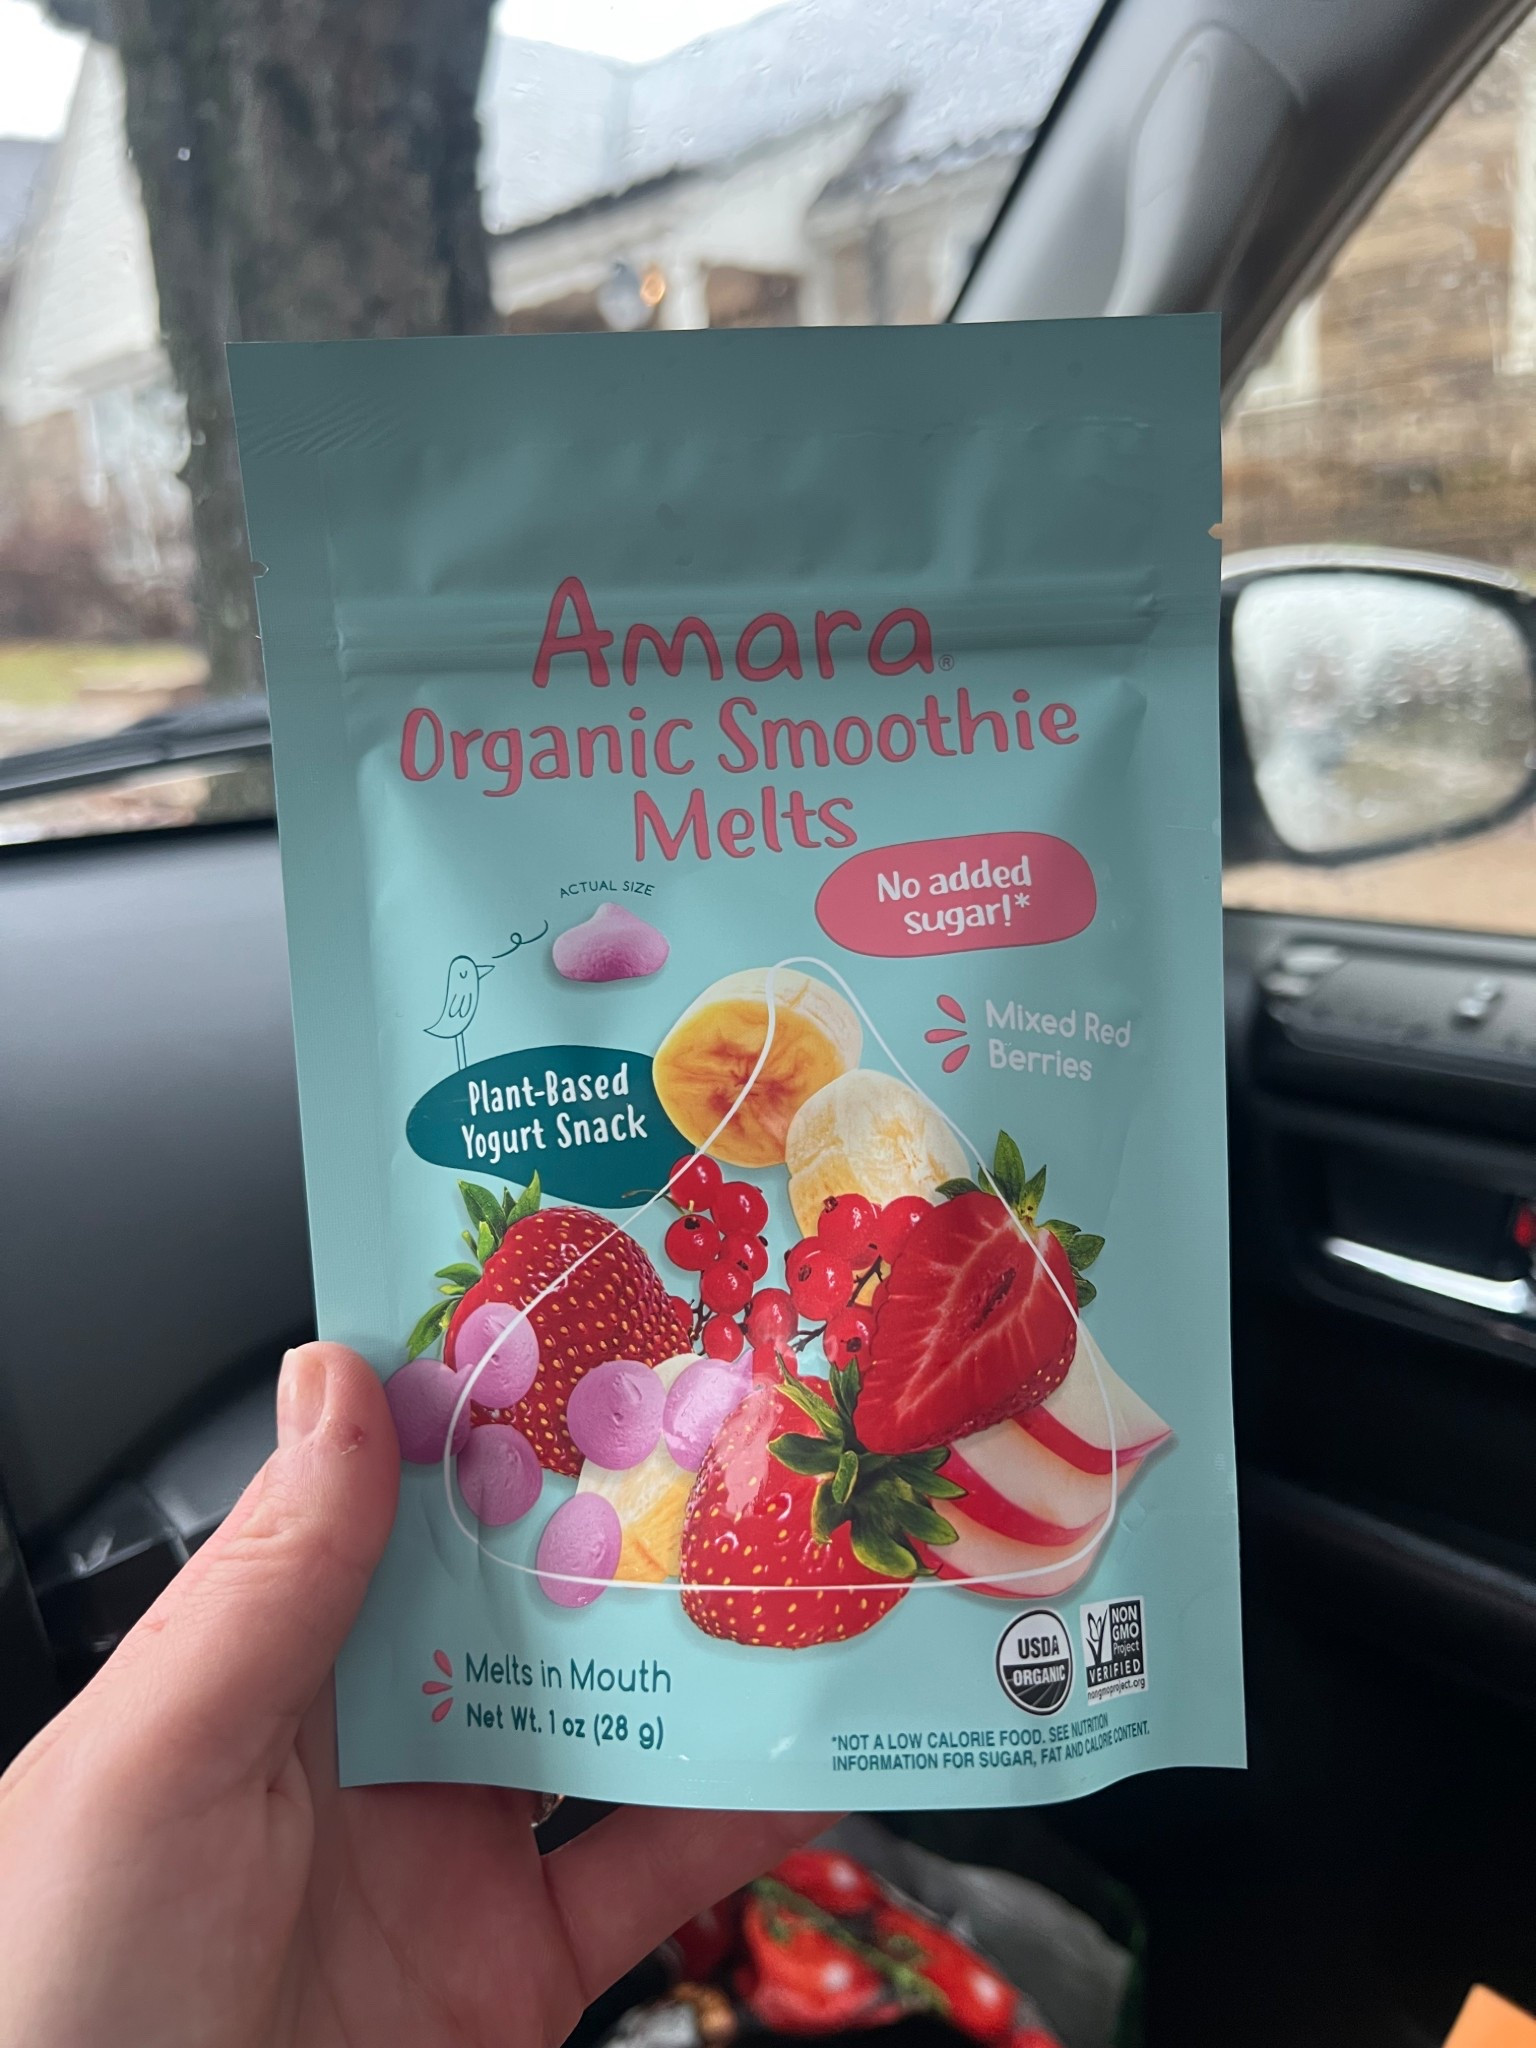 Amara®
Organic Smoothie
Melts
No added
sugar!*
ACTUAL SIZE
Mixed Red
Berries
Plant-Based
Yogurt Snack
Melts in Mouth
Net Wt. 1 oz (28 g)
USDA
ORGANIC
NON
GMO
Project
VERIFIED
nongmoproject.org
*NOT A LOW CALORIE FOOD. SEE NUTRITION
INFORMATION FOR SUGAR, FAT AND CALORIE CONTENT.